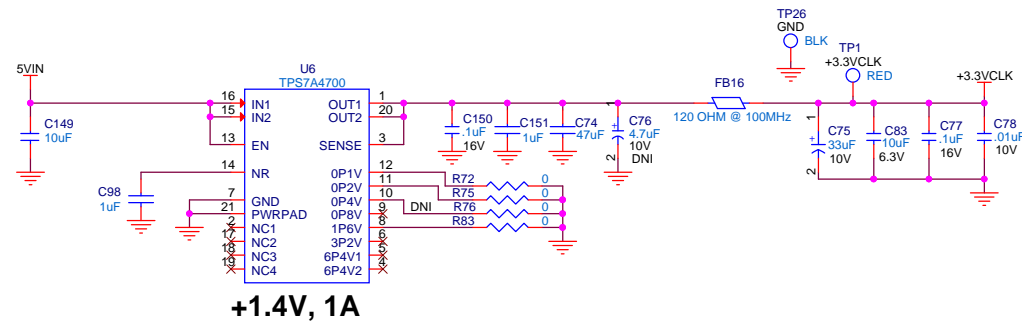 TP26
GND
BLK
TP1
+3.3VCLK
RED
5VIN
U6
TPS7A4700
FB16
120 OHM @ 100MHz
+3.3VCLK
C149
10uF
16 IN1 OUT1 1
15 IN2 OUT2 20
13 EN SENSE 3
14 NR 0P1V 12
0P2V 11
7 GND 0P4V 10
21 PWRPAD 0P8V 9
2 NC1 1P6V 8
17 NC2 3P2V 6
18 NC3 6P4V1 5
19 NC4 6P4V2 4
C98
1uF
C150
.1uF
16V
C151
1uF
C74
47uF
1
C76
4.7uF
10V
DNI
2
R72 0
R75 0
DNI R76 0
R83 0
1
C75
33uF
10V
2
C83
10uF
6.3V
C77
.1uF
16V
C78
.01uF
10V
+1.4V, 1A